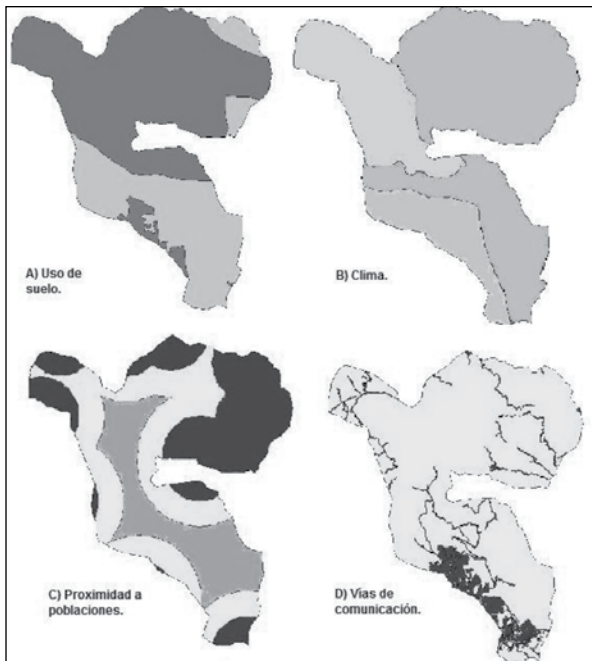 A) Uso de
suelo.
B) Clima.
C) Proximidad a
poblaciones.
D) Vías de
comunicación.